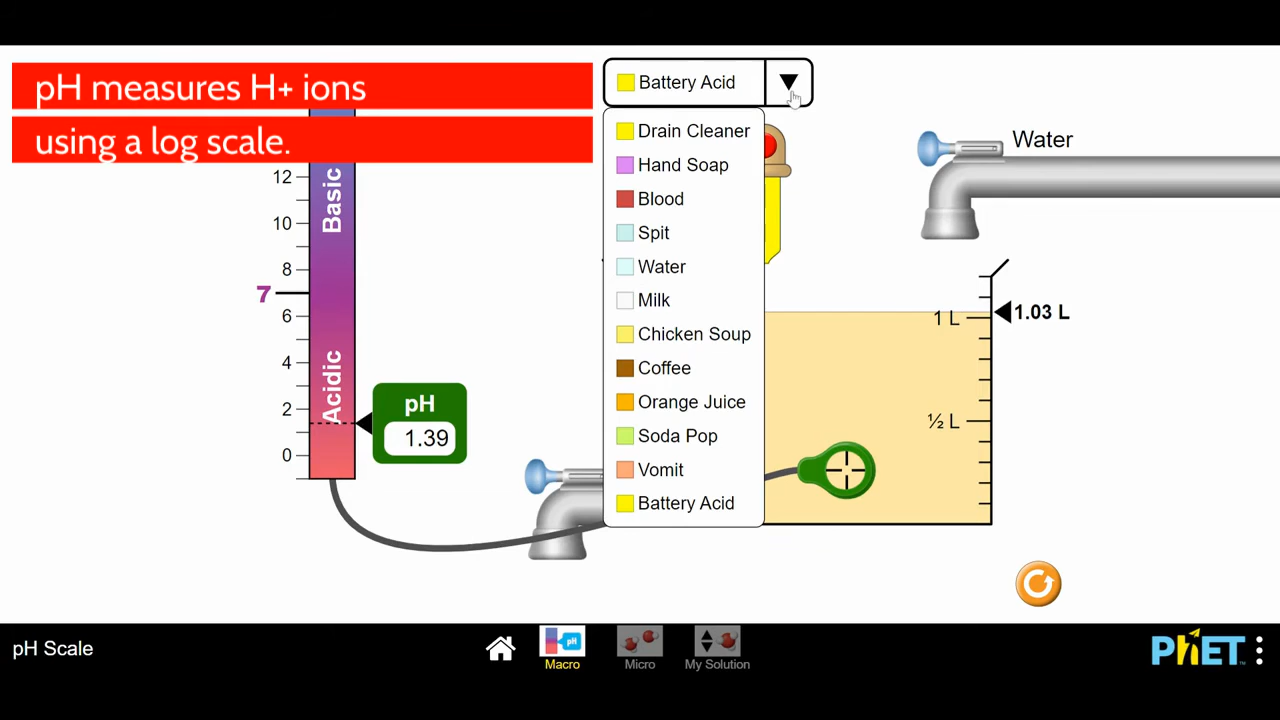 pH measures H+ ions
using a log scale.
Battery Acid
Drain Cleaner
Hand Soap
Blood
Spit
Water
Milk
Chicken Soup
Coffee
Orange Juice
Soda Pop
Vomit
Battery Acid
Water
12
10
8
7
6
4
2
0
Basic
Acidic
pH
1.39
1 L
1.03 L
½ L
pH Scale
Macro
Micro
My Solution
pH
PhET